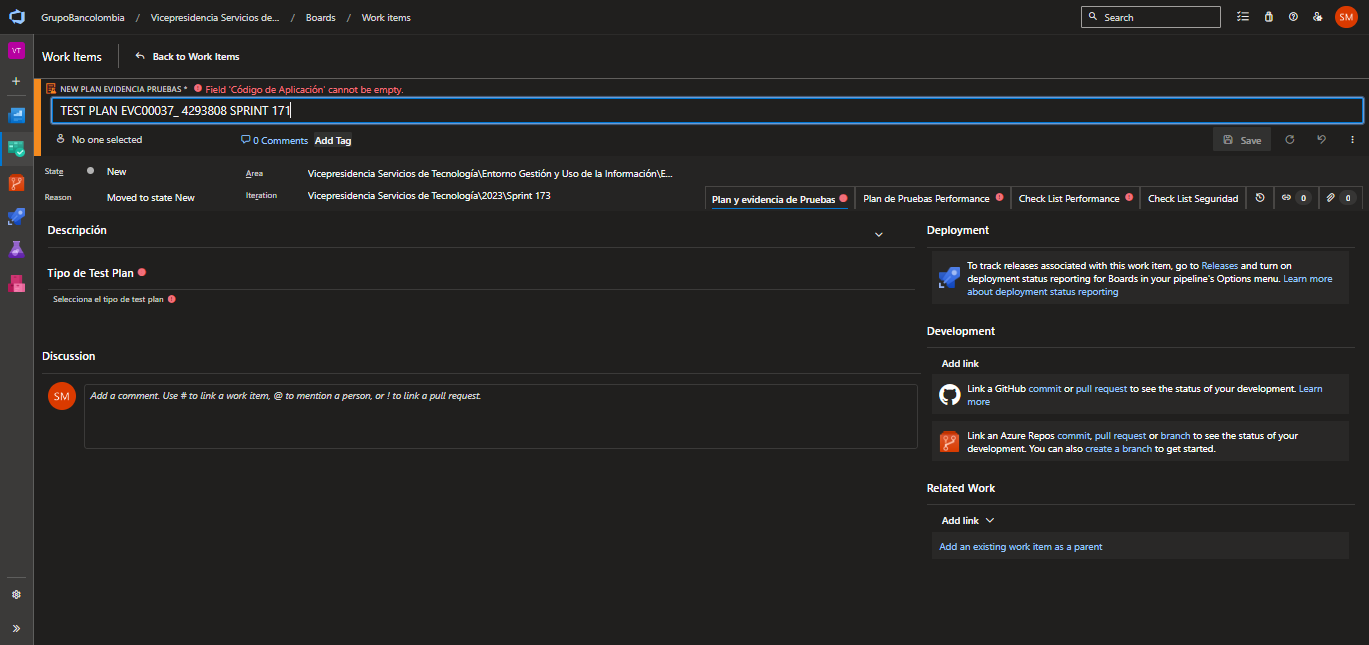 GrupoBancolombia / Vicepresidencia Servicios de... / Boards / Work items
Search
SM
VT
Work Items
Back to Work Items
NEW PLAN EVIDENCIA PRUEBAS * Field 'Código de Aplicación' cannot be empty.
TEST PLAN EVC00037_ 4293808 SPRINT 171
No one selected
0 Comments
Add Tag
Save
State
New
Area
Vicepresidencia Servicios de Tecnología\Entorno Gestión y Uso de la Información\E...
Reason
Moved to state New
Iteration
Vicepresidencia Servicios de Tecnología\2023\Sprint 173
Plan y evidencia de Pruebas
Plan de Pruebas Performance
Check List Performance
Check List Seguridad
0
0
Descripción
Tipo de Test Plan
Selecciona el tipo de test plan
Discussion
SM
Add a comment. Use # to link a work item, @ to mention a person, or ! to link a pull request.
Deployment
To track releases associated with this work item, go to Releases and turn on
deployment status reporting for Boards in your pipeline's Options menu. Learn more
about deployment status reporting
Development
Add link
Link a GitHub commit or pull request to see the status of your development. Learn
more
Link an Azure Repos commit, pull request or branch to see the status of your
development. You can also create a branch to get started.
Related Work
Add link
Add an existing work item as a parent